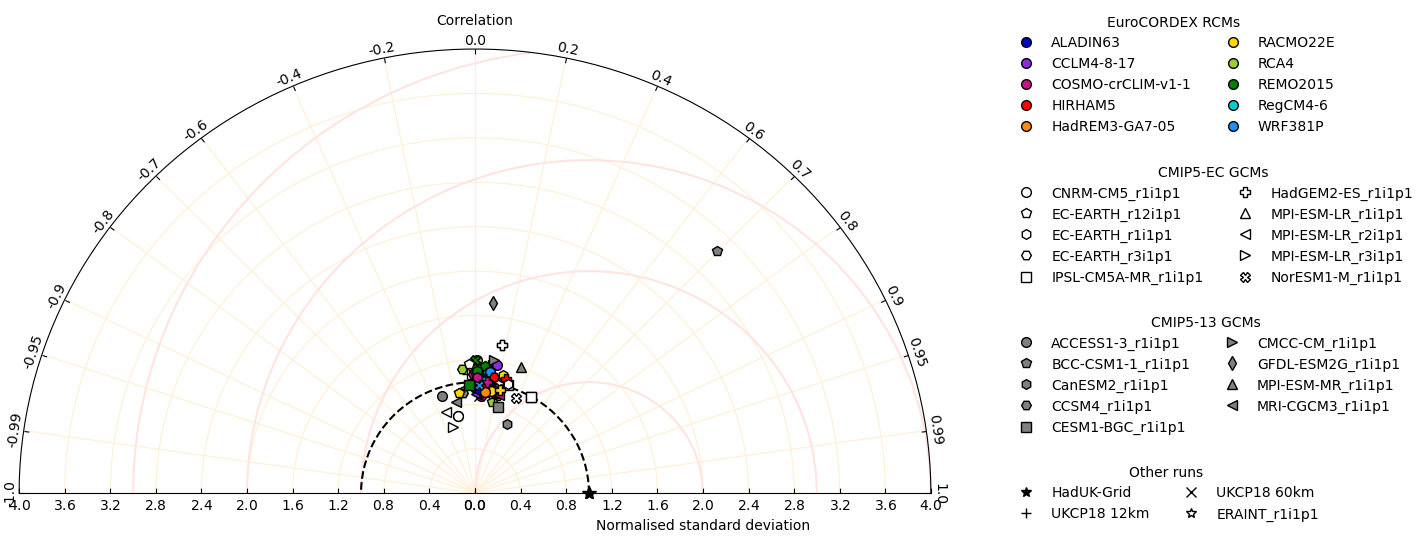 Correlation
0.0
-0.2
0.2
-0.4
0.4
-0.6
0.6
-0.7
0.7
-0.8
0.8
-0.9
0.9
-0.95
0.95
-0.99
0.99
-1.0
1.0
4.0 3.6 3.2 2.8 2.4 2.0 1.6 1.2 0.8 0.4 0.0 0.4 0.8 1.2 1.6 2.0 2.4 2.8 3.2 3.6 4.0
Normalised standard deviation
EuroCORDEX RCMs
ALADIN63 RACMO22E
CCLM4-8-17 RCA4
COSMO-crCLIM-v1-1 REMO2015
HIRHAM5 RegCM4-6
HadREM3-GA7-05 WRF381P
CMIP5-EC GCMs
CNRM-CM5_r1i1p1 HadGEM2-ES_r1i1p1
EC-EARTH_r12i1p1 MPI-ESM-LR_r1i1p1
EC-EARTH_r1i1p1 MPI-ESM-LR_r2i1p1
EC-EARTH_r3i1p1 MPI-ESM-LR_r3i1p1
IPSL-CM5A-MR_r1i1p1 NorESM1-M_r1i1p1
CMIP5-13 GCMs
ACCESS1-3_r1i1p1 CMCC-CM_r1i1p1
BCC-CSM1-1_r1i1p1 GFDL-ESM2G_r1i1p1
CanESM2_r1i1p1 MPI-ESM-MR_r1i1p1
CCSM4_r1i1p1 MRI-CGCM3_r1i1p1
CESM1-BGC_r1i1p1
Other runs
HadUK-Grid UKCP18 60km
UKCP18 12km ERAINT_r1i1p1